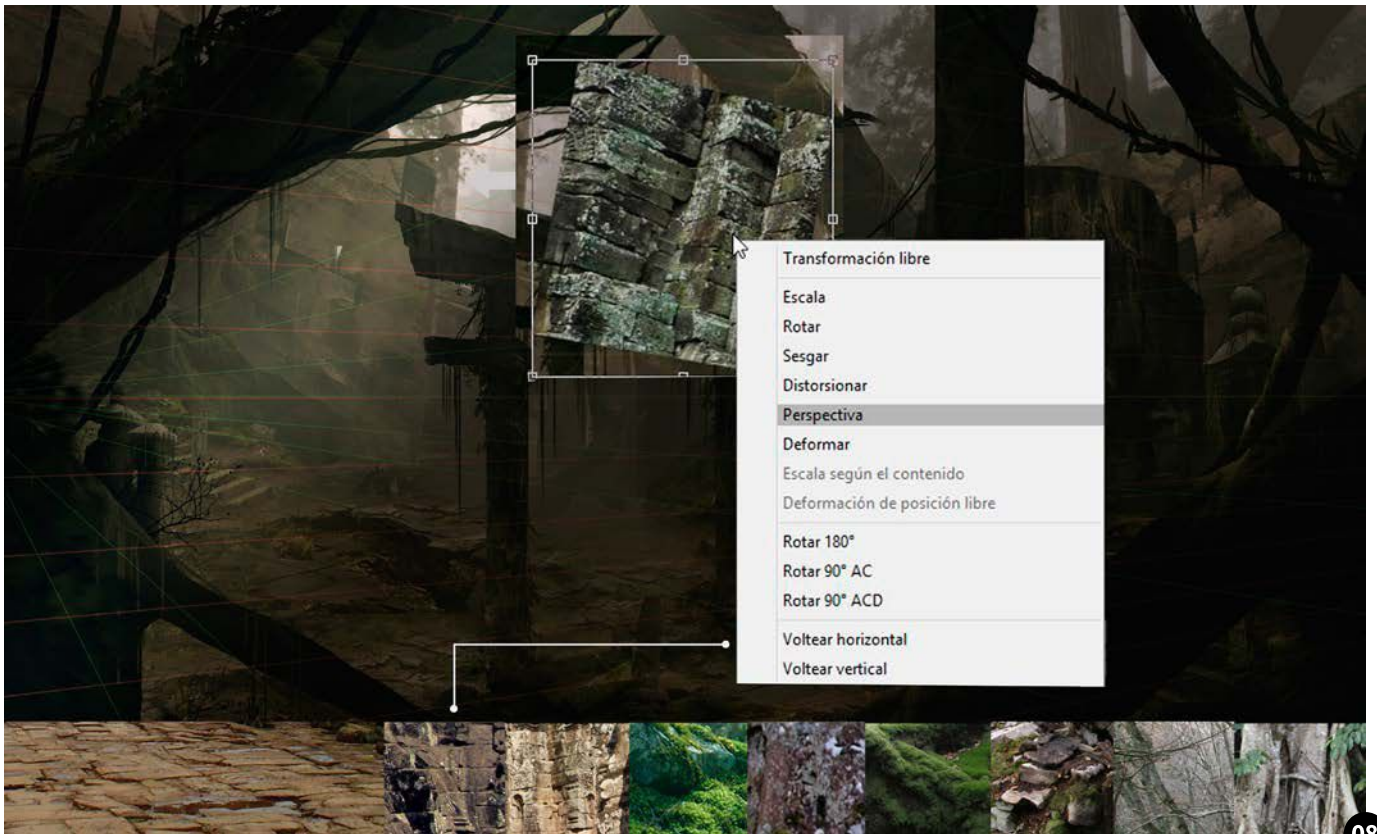 Transformación libre
Escala
Rotar
Sesgar
Distorsionar
Perspectiva
Deformar
Escala según el contenido
Deformación de posición libre
Rotar 180°
Rotar 90° AC
Rotar 90° ACD
Voltear horizontal
Voltear vertical
08